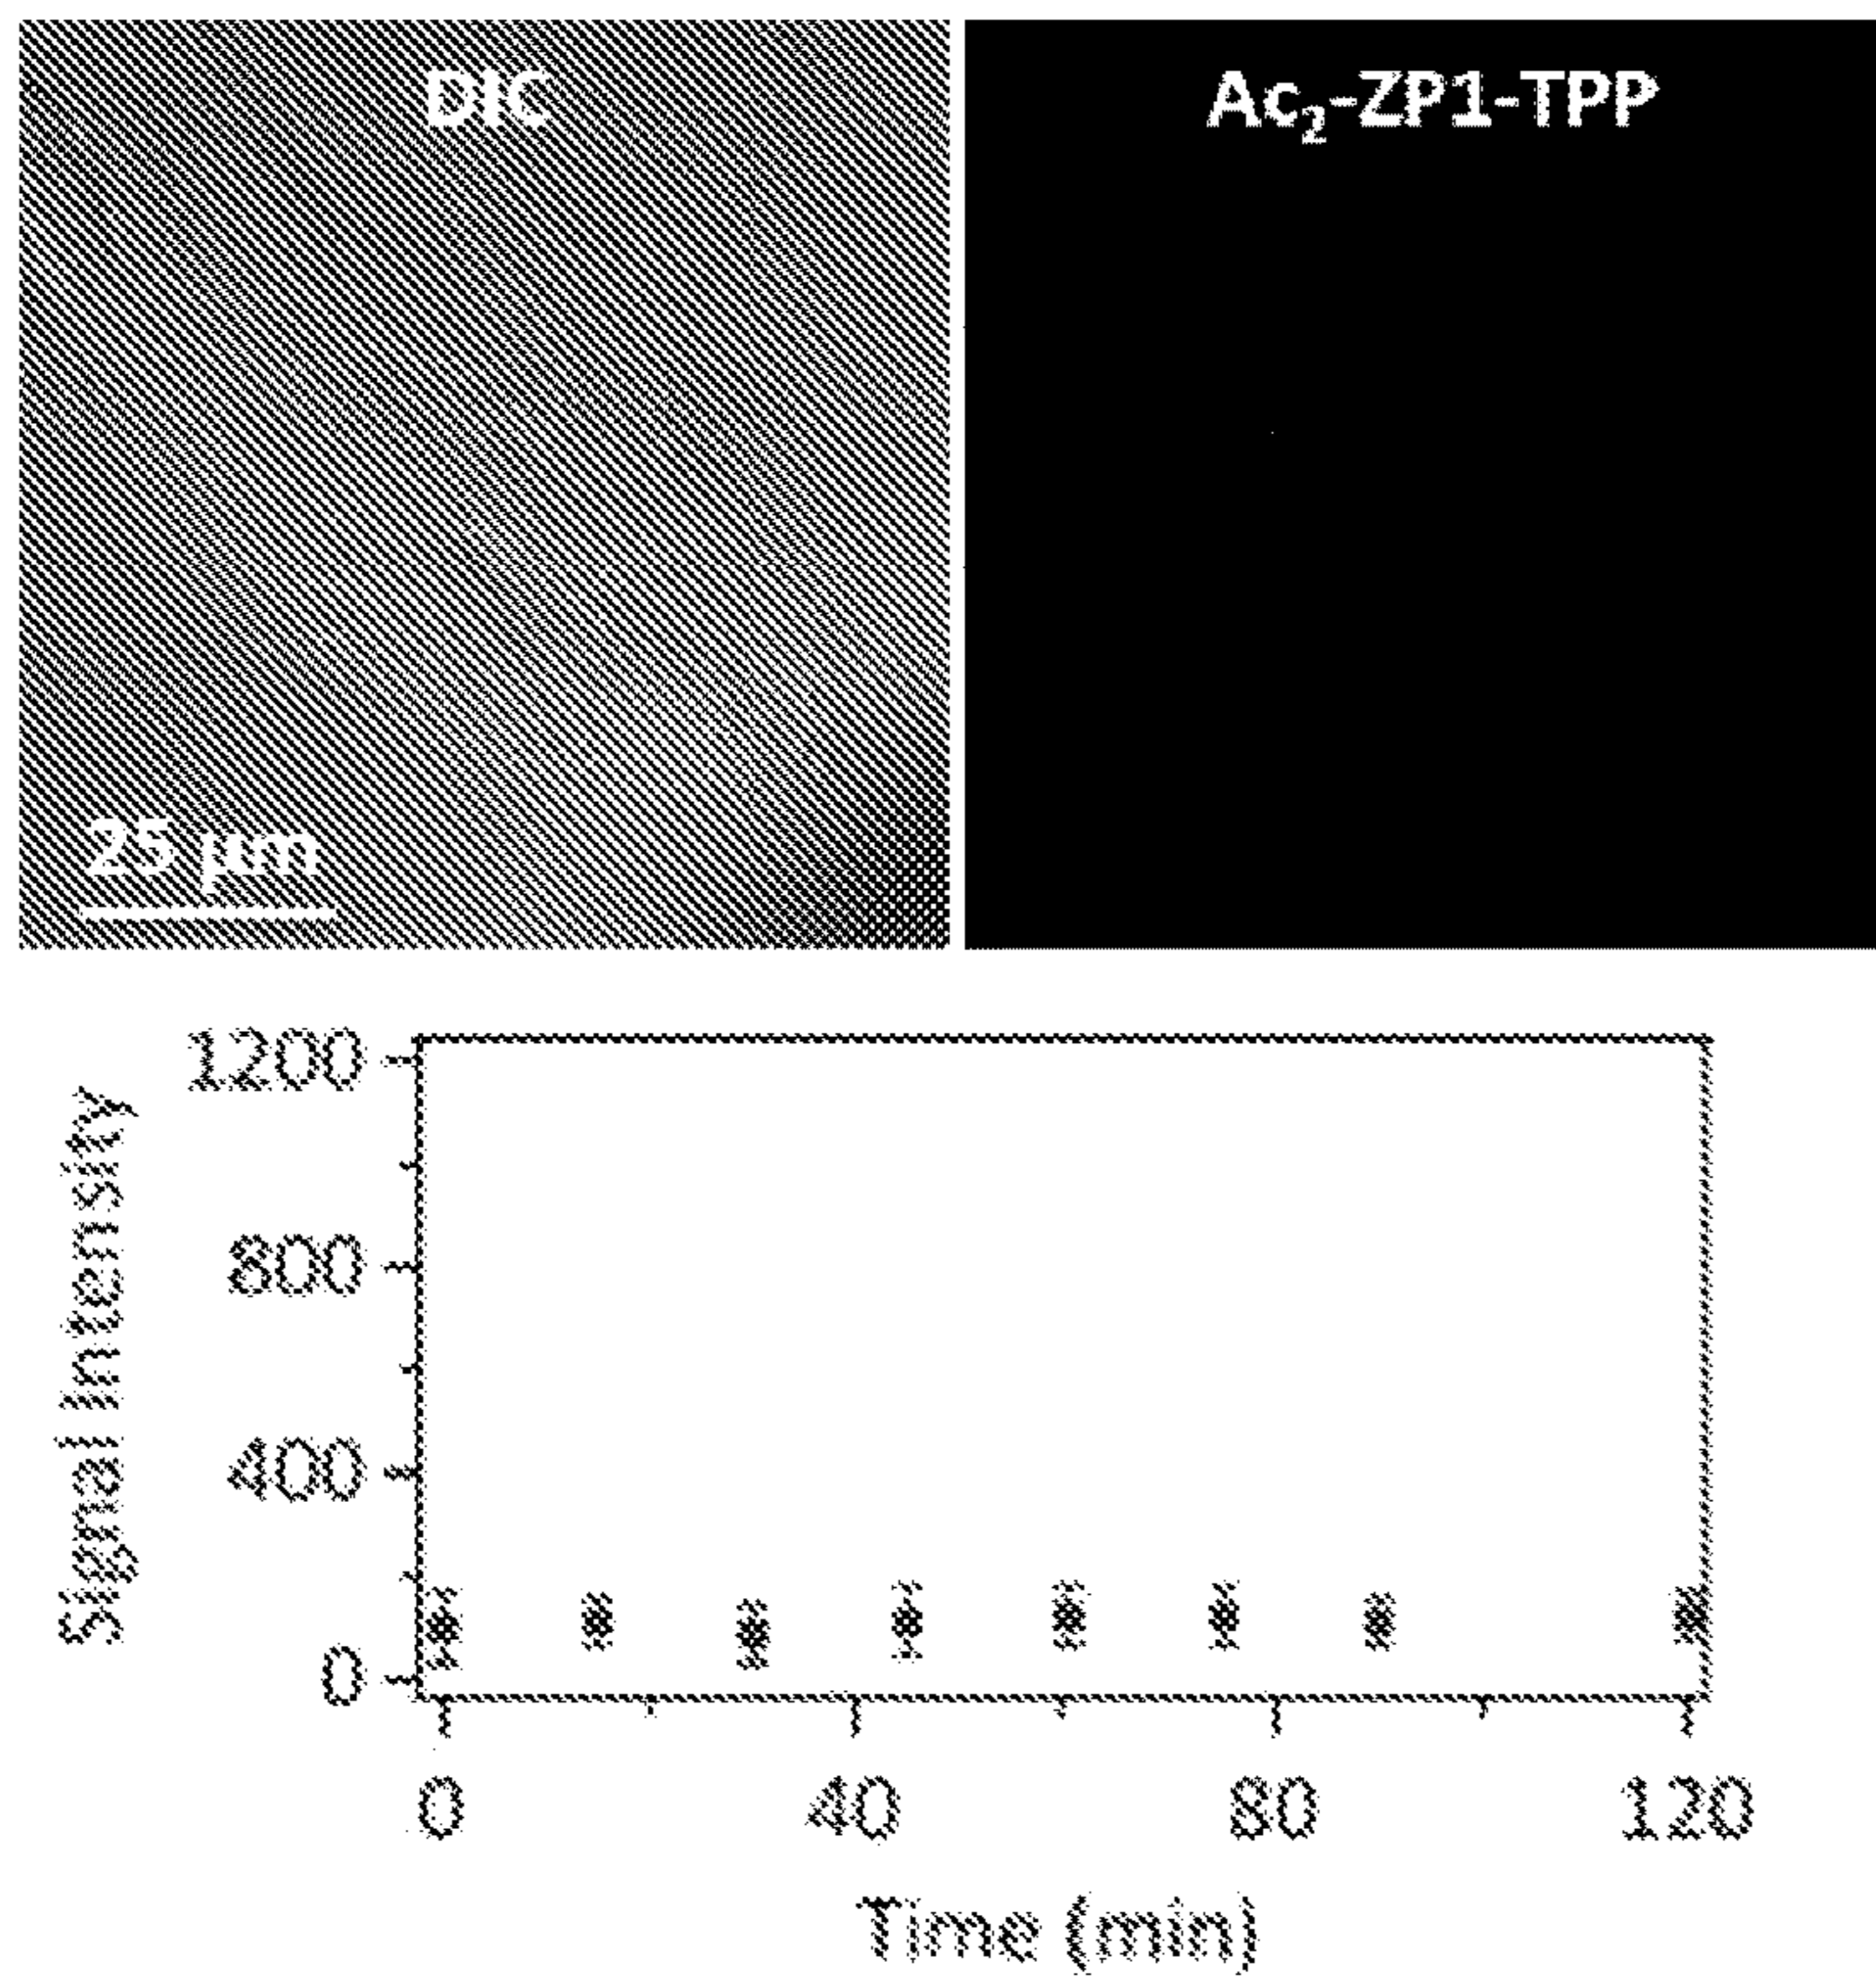 DIC
Ac₂-ZP1-TPP
25 μm
1200
800
400
0
Signal Intensity
0 40 80 120
Time (min)